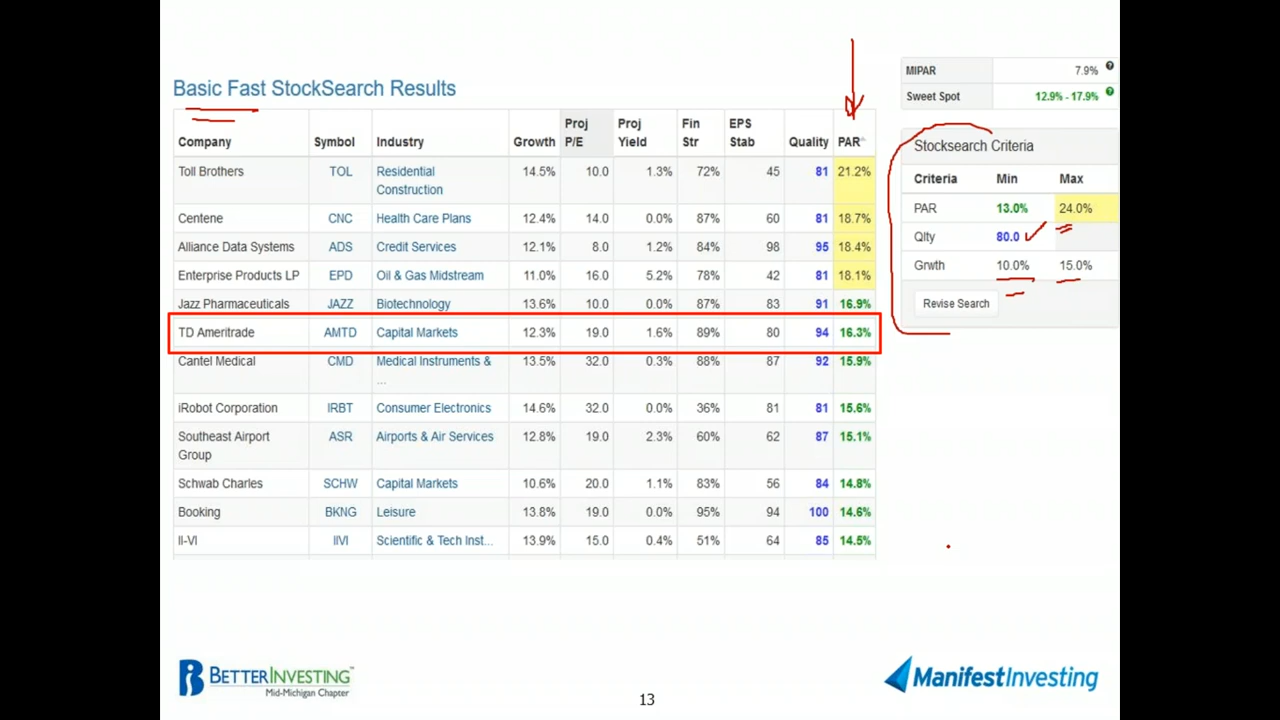 Basic Fast StockSearch Results
Company Symbol Industry Growth Proj P/E Proj Yield Fin Str EPS Stab Quality PAR
Toll Brothers TOL Residential Construction 14.5% 10.0 1.3% 72% 45 81 21.2%
Centene CNC Health Care Plans 12.4% 14.0 0.0% 87% 60 81 18.7%
Alliance Data Systems ADS Credit Services 12.1% 8.0 1.2% 84% 98 95 18.4%
Enterprise Products LP EPD Oil & Gas Midstream 11.0% 16.0 5.2% 78% 42 81 18.1%
Jazz Pharmaceuticals JAZZ Biotechnology 13.6% 10.0 0.0% 87% 83 91 16.9%
TD Ameritrade AMTD Capital Markets 12.3% 19.0 1.6% 89% 80 94 16.3%
Cantel Medical CMD Medical Instruments & ... 13.5% 32.0 0.3% 88% 87 92 15.9%
iRobot Corporation IRBT Consumer Electronics 14.6% 32.0 0.0% 36% 81 81 15.6%
Southeast Airport Group ASR Airports & Air Services 12.8% 19.0 2.3% 60% 62 87 15.1%
Schwab Charles SCHW Capital Markets 10.6% 20.0 1.1% 83% 56 84 14.8%
Booking BKNG Leisure 13.8% 19.0 0.0% 95% 94 100 14.6%
II-VI IIVI Scientific & Tech Inst... 13.9% 15.0 0.4% 51% 64 85 14.5%
MIPAR 7.9% ?
Sweet Spot 12.9% - 17.9% ?
Stocksearch Criteria
Criteria Min Max
PAR 13.0% 24.0%
Qlty 80.0
Grwth 10.0% 15.0%
Revise Search
BETTERINVESTING™
Mid-Michigan Chapter
13
ManifestInvesting